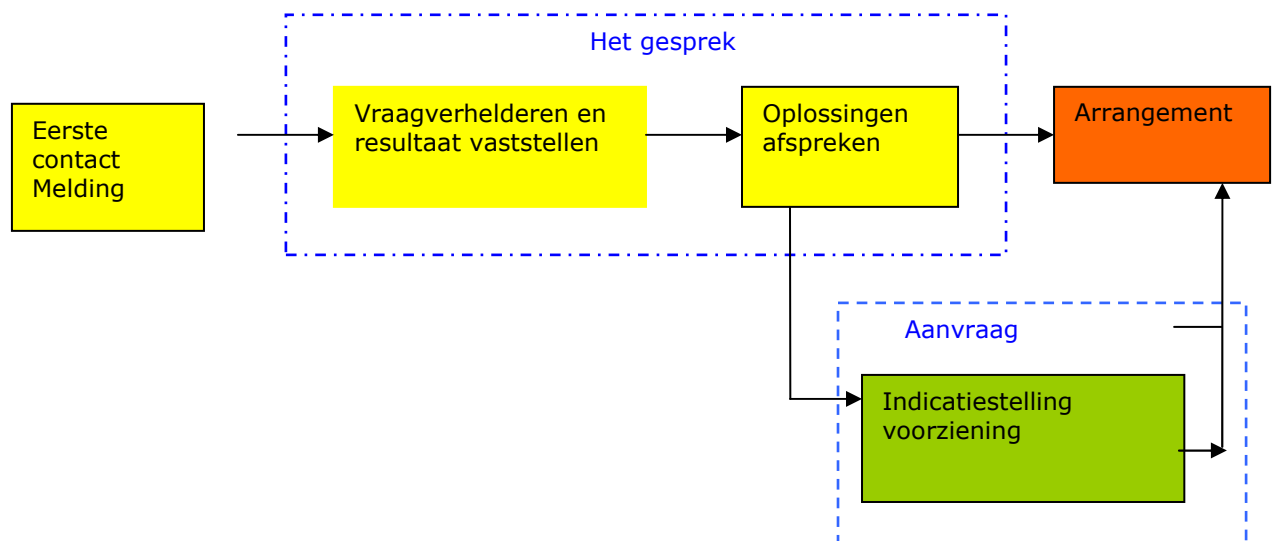 Het gesprek
Eerste
contact
Melding
Vraagverhelderen en
resultaat vaststellen
Oplossingen
afspreken
Arrangement
Aanvraag
Indicatiestelling
voorziening